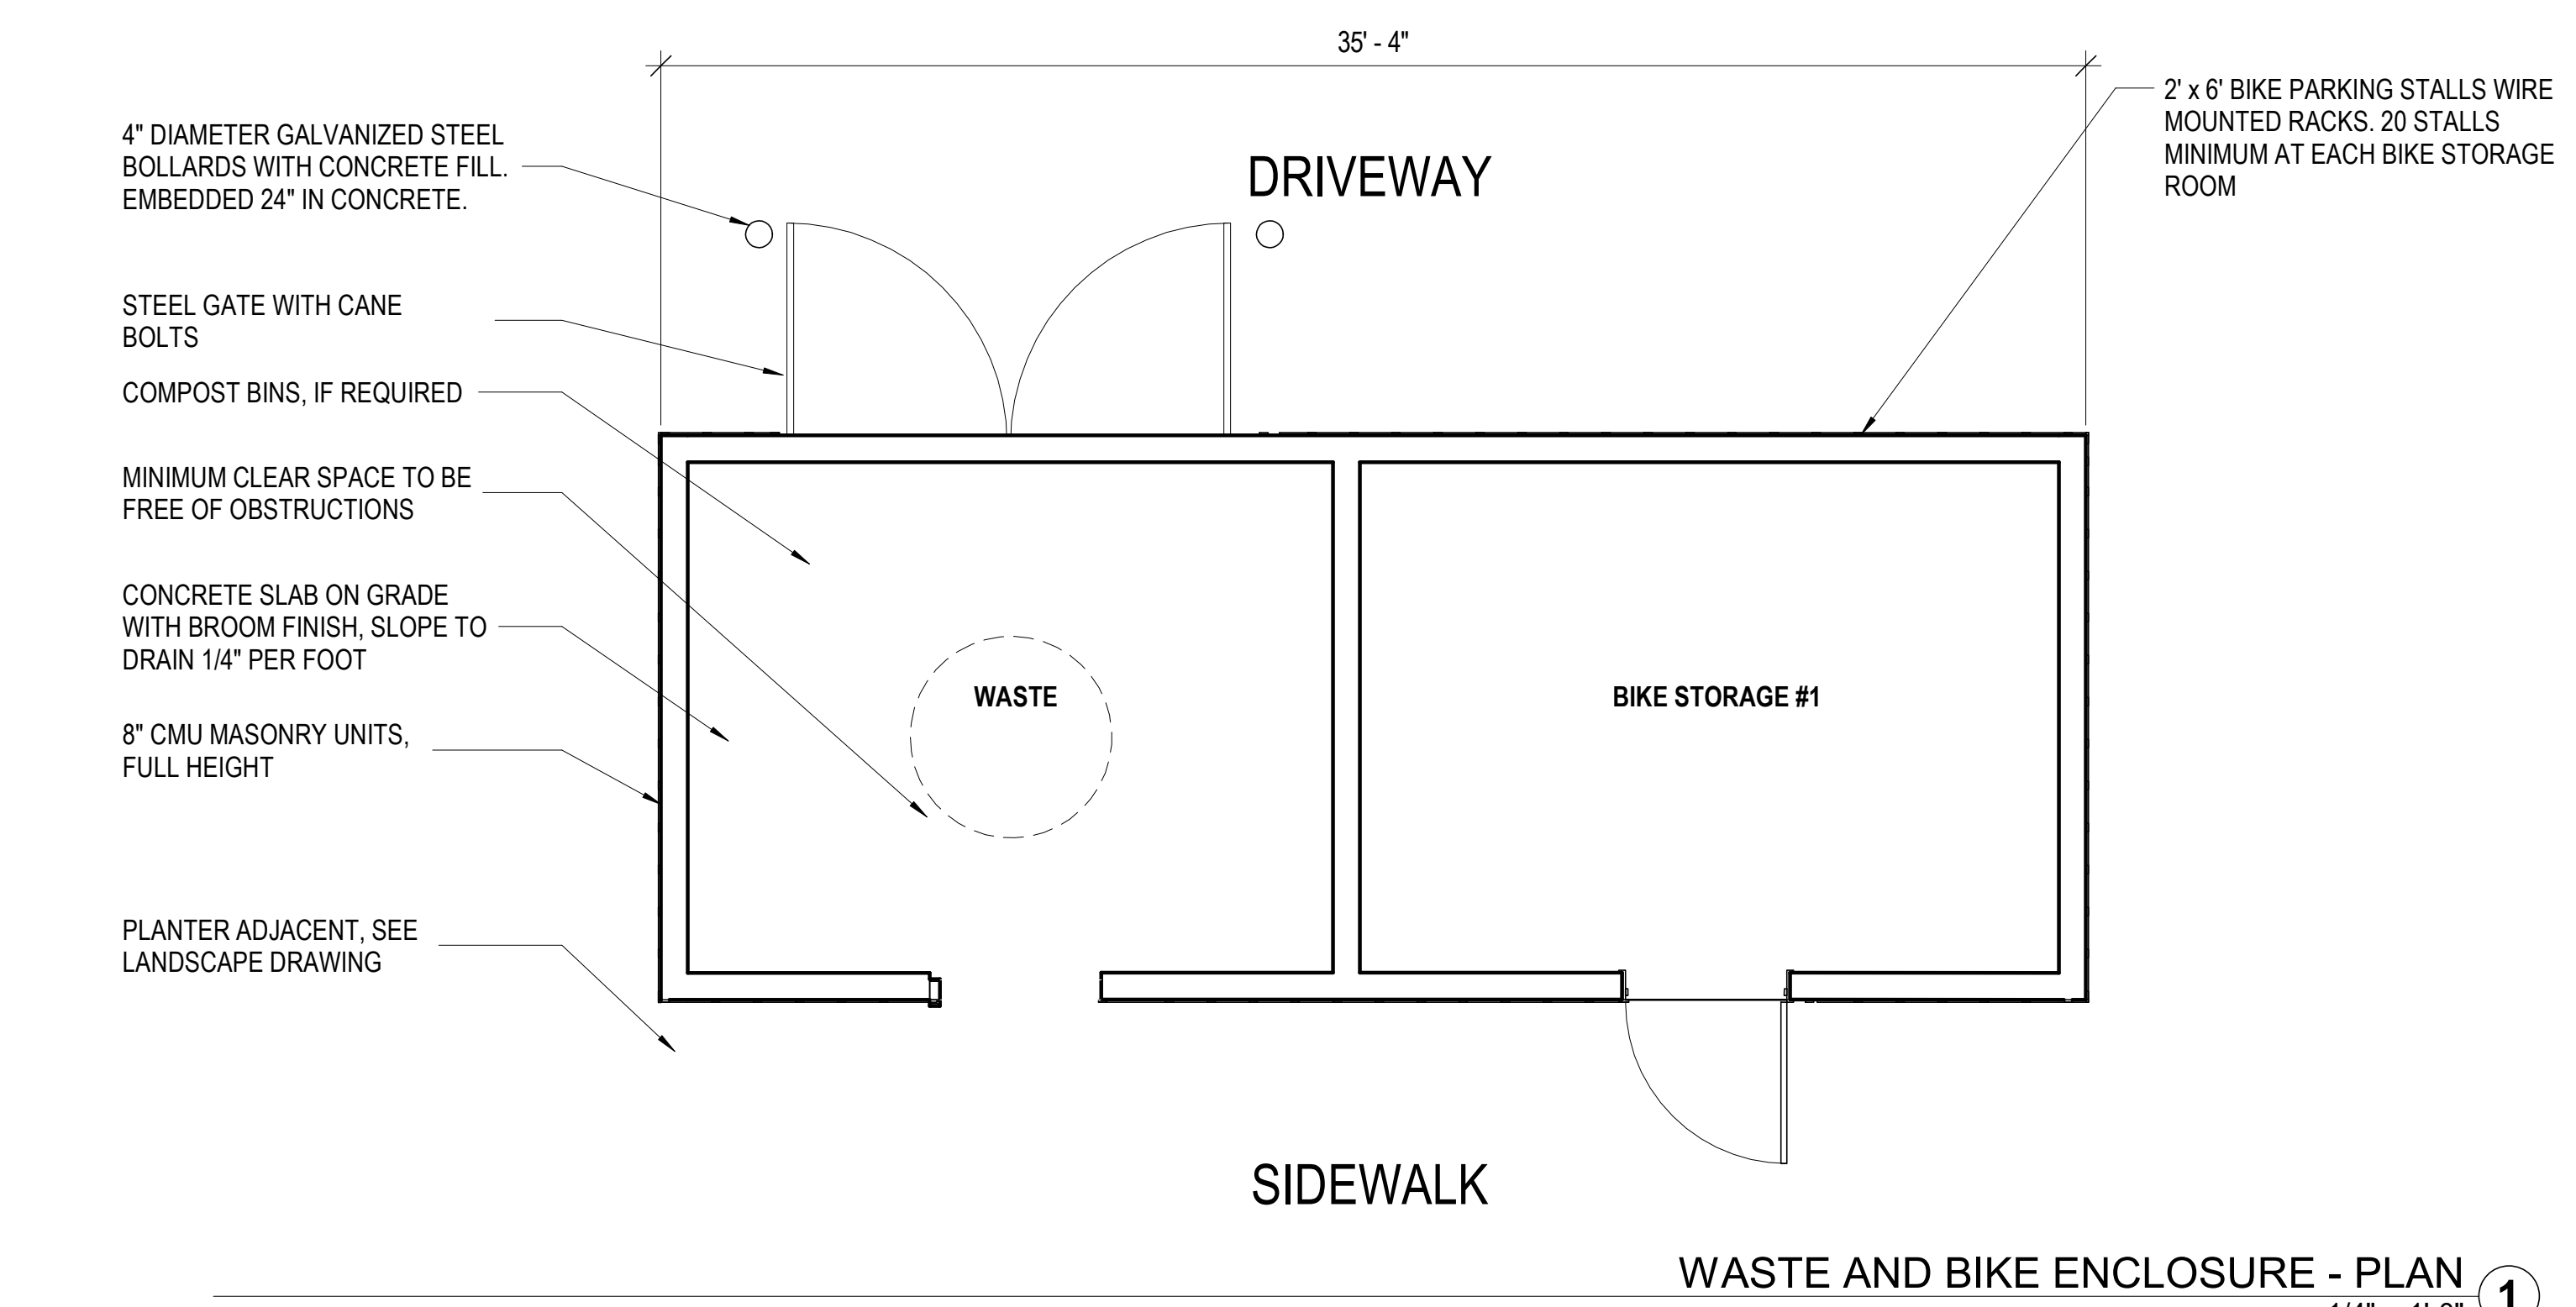 35' - 4"
4" DIAMETER GALVANIZED STEEL
BOLLARDS WITH CONCRETE FILL.
EMBEDDED 24" IN CONCRETE.
DRIVEWAY
2' x 6' BIKE PARKING STALLS WIRE
MOUNTED RACKS. 20 STALLS
MINIMUM AT EACH BIKE STORAGE
ROOM
STEEL GATE WITH CANE
BOLTS
COMPOST BINS, IF REQUIRED
MINIMUM CLEAR SPACE TO BE
FREE OF OBSTRUCTIONS
CONCRETE SLAB ON GRADE
WITH BROOM FINISH, SLOPE TO
DRAIN 1/4" PER FOOT
8" CMU MASONRY UNITS,
FULL HEIGHT
WASTE
BIKE STORAGE #1
PLANTER ADJACENT, SEE
LANDSCAPE DRAWING
SIDEWALK
WASTE AND BIKE ENCLOSURE - PLAN
1